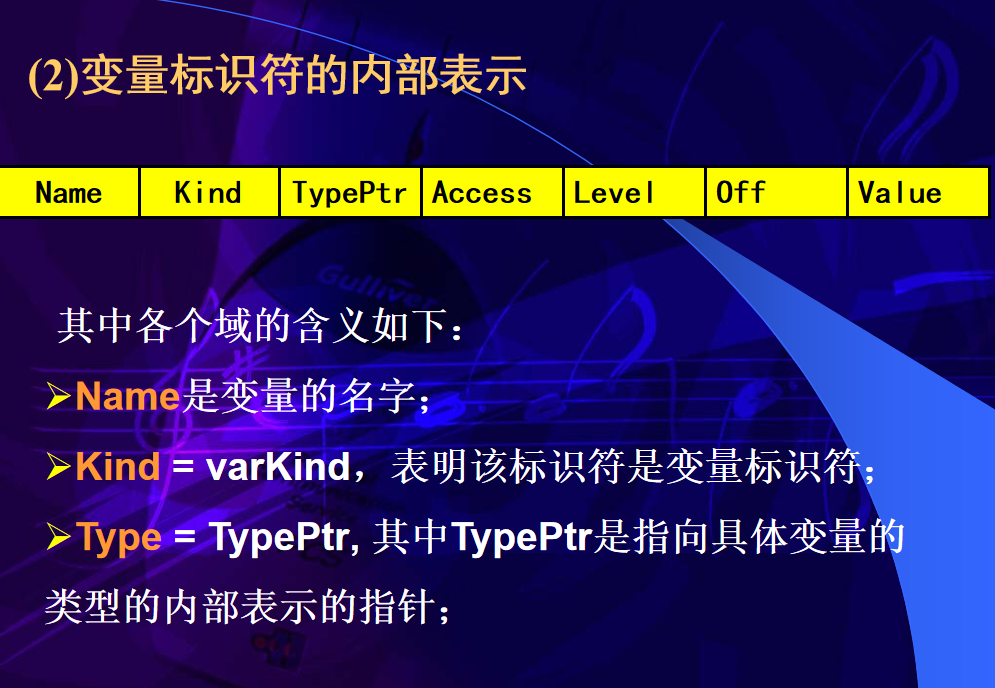 (2)变量标识符的内部表示
Name Kind TypePtr Access Level Off Value
Gulliver
其中各个域的含义如下：
➢Name是变量的名字；
➢Kind = varKind，表明该标识符是变量标识符；
➢Type = TypePtr, 其中TypePtr是指向具体变量的
类型的内部表示的指针；